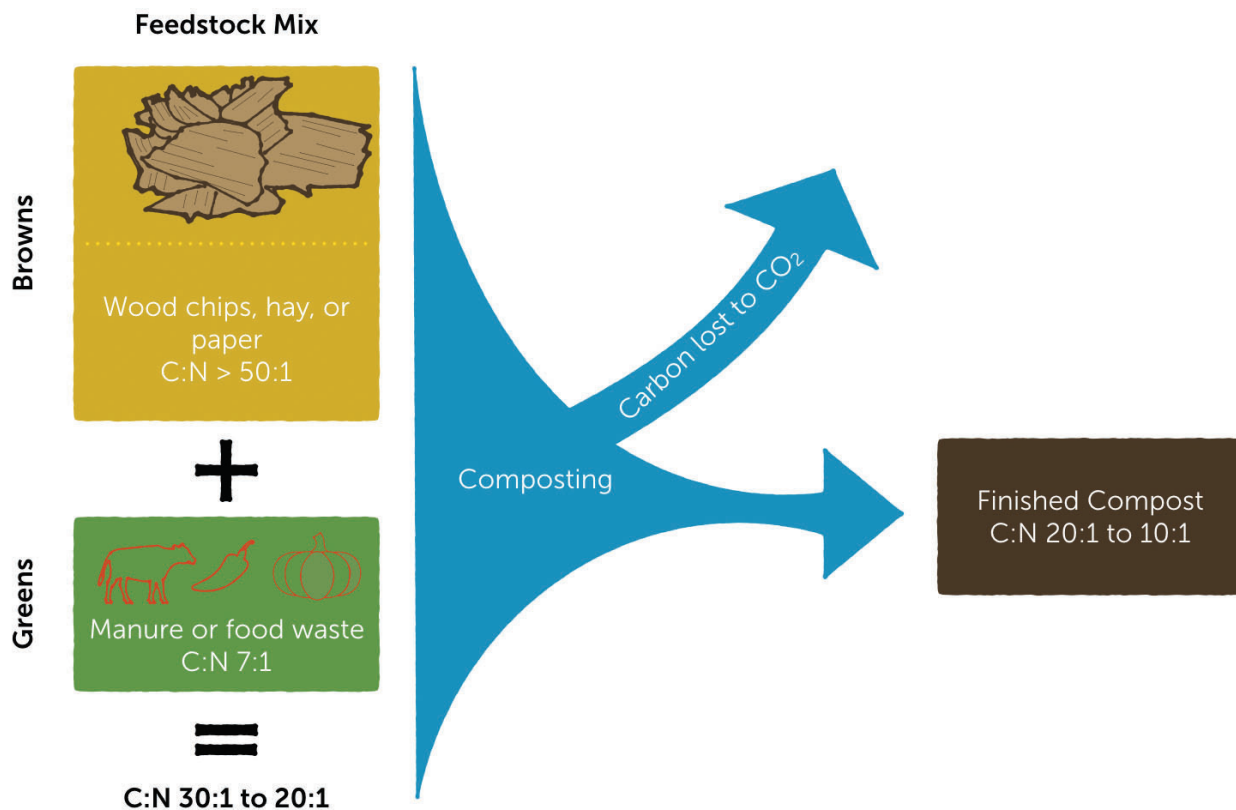 Feedstock Mix
Browns
Wood chips, hay, or
paper
C:N > 50:1
+
Greens
Manure or food waste
C:N 7:1
=
C:N 30:1 to 20:1
Composting
Carbon lost to CO₂
Finished Compost
C:N 20:1 to 10:1